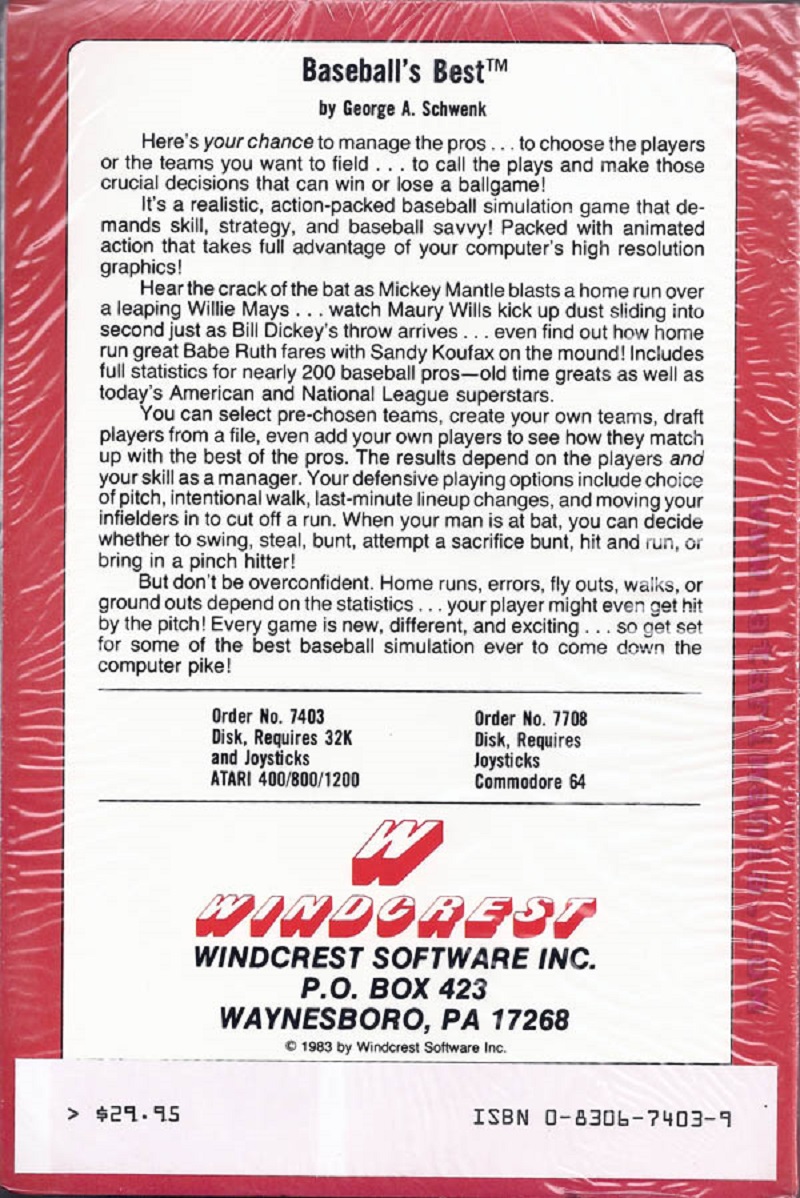 Baseball's Best™
by George A. Schwenk
Here's your chance to manage the pros . . . to choose the players
or the teams you want to field . . . to call the plays and make those
crucial decisions that can win or lose a ballgame!
It's a realistic, action-packed baseball simulation game that de-
mands skill, strategy, and baseball savvy! Packed with animated
action that takes full advantage of your computer's high resolution
graphics!
Hear the crack of the bat as Mickey Mantle blasts a home run over
a leaping Willie Mays . . . watch Maury Wills kick up dust sliding into
second just as Bill Dickey's throw arrives . . . even find out how home
run great Babe Ruth fares with Sandy Koufax on the mound! Includes
full statistics for nearly 200 baseball pros—old time greats as well as
today's American and National League superstars.
You can select pre-chosen teams, create your own teams, draft
players from a file, even add your own players to see how they match
up with the best of the pros. The results depend on the players and
your skill as a manager. Your defensive playing options include choice
of pitch, intentional walk, last-minute lineup changes, and moving your
infielders in to cut off a run. When your man is at bat, you can decide
whether to swing, steal, bunt, attempt a sacrifice bunt, hit and run, or
bring in a pinch hitter!
But don't be overconfident. Home runs, errors, fly outs, walks, or
ground outs depend on the statistics . . . your player might even get hit
by the pitch! Every game is new, different, and exciting . . . so get set
for some of the best baseball simulation ever to come down the
computer pike!
Order No. 7403
Disk, Requires 32K
and Joysticks
ATARI 400/800/1200
Order No. 7708
Disk, Requires
Joysticks
Commodore 64
W
WINDCREST
WINDCREST SOFTWARE INC.
P.O. BOX 423
WAYNESBORO, PA 17268
© 1983 by Windcrest Software Inc.
> $29.95
ISBN 0-8306-7403-9